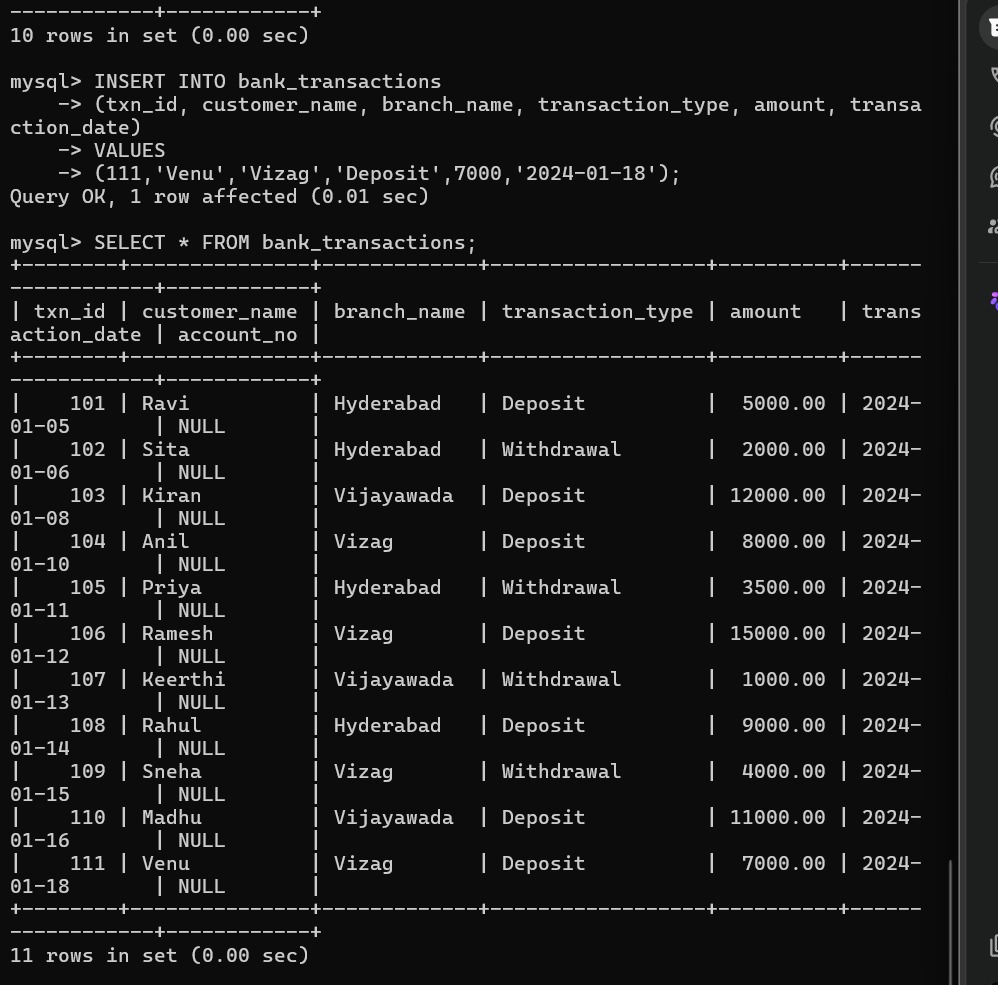 ------------+------------+
10 rows in set (0.00 sec)
mysql> INSERT INTO bank_transactions
    -> (txn_id, customer_name, branch_name, transaction_type, amount, transa
ction_date)
    -> VALUES
    -> (111,'Venu','Vizag','Deposit',7000,'2024-01-18');
Query OK, 1 row affected (0.01 sec)
mysql> SELECT * FROM bank_transactions;
+--------+---------------+-------------+------------------+----------+------
------------+------------+
| txn_id | customer_name | branch_name | transaction_type | amount   | trans
action_date | account_no |
+--------+---------------+-------------+------------------+----------+------
------------+------------+
|    101 | Ravi          | Hyderabad   | Deposit          |  5000.00 | 2024-
01-05       | NULL       |
|    102 | Sita          | Hyderabad   | Withdrawal       |  2000.00 | 2024-
01-06       | NULL       |
|    103 | Kiran         | Vijayawada  | Deposit          | 12000.00 | 2024-
01-08       | NULL       |
|    104 | Anil          | Vizag       | Deposit          |  8000.00 | 2024-
01-10       | NULL       |
|    105 | Priya         | Hyderabad   | Withdrawal       |  3500.00 | 2024-
01-11       | NULL       |
|    106 | Ramesh        | Vizag       | Deposit          | 15000.00 | 2024-
01-12       | NULL       |
|    107 | Keerthi       | Vijayawada  | Withdrawal       |  1000.00 | 2024-
01-13       | NULL       |
|    108 | Rahul         | Hyderabad   | Deposit          |  9000.00 | 2024-
01-14       | NULL       |
|    109 | Sneha         | Vizag       | Withdrawal       |  4000.00 | 2024-
01-15       | NULL       |
|    110 | Madhu         | Vijayawada  | Deposit          | 11000.00 | 2024-
01-16       | NULL       |
|    111 | Venu          | Vizag       | Deposit          |  7000.00 | 2024-
01-18       | NULL       |
+--------+---------------+-------------+------------------+----------+------
------------+------------+
11 rows in set (0.00 sec)